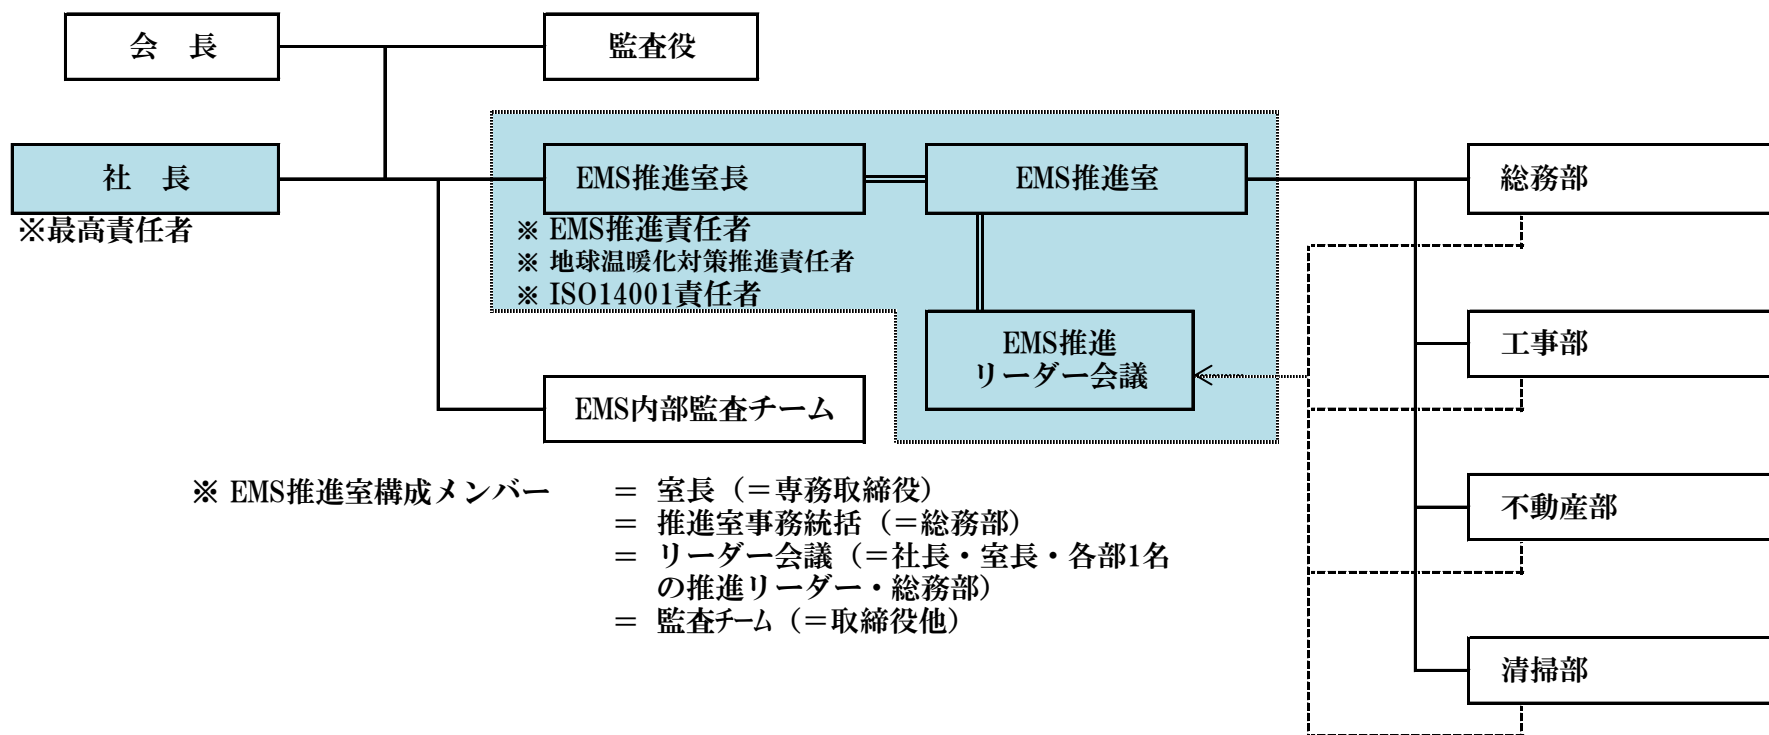 会　長
監査役
社　長
EMS推進室長
EMS推進室
総務部
※最高責任者
※ EMS推進責任者
※ 地球温暖化対策推進責任者
※ ISO14001責任者
EMS推進
リーダー会議
工事部
EMS内部監査チーム
※ EMS推進室構成メンバー　＝ 室長（＝専務取締役）
＝ 推進室事務統括（＝総務部）
＝ リーダー会議（＝社長・室長・各部1名
の推進リーダー・総務部）
＝ 監査チーム（＝取締役他）
不動産部
清掃部